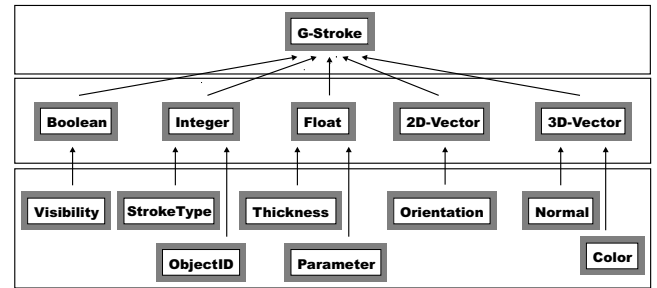 G-Stroke
Boolean Integer Float 2D-Vector 3D-Vector
Visibility StrokeType Thickness Orientation Normal
ObjectID Parameter Color